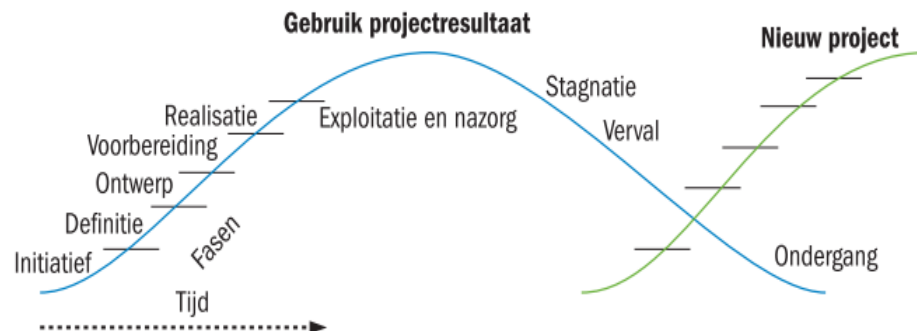 Gebruik projectresultaat
Nieuw project
Stagnatie
Realisatie
Exploitatie en nazorg
Verval
Voorbereiding
Ontwerp
Definitie
Fasen
Initiatief
Ondergang
Tijd